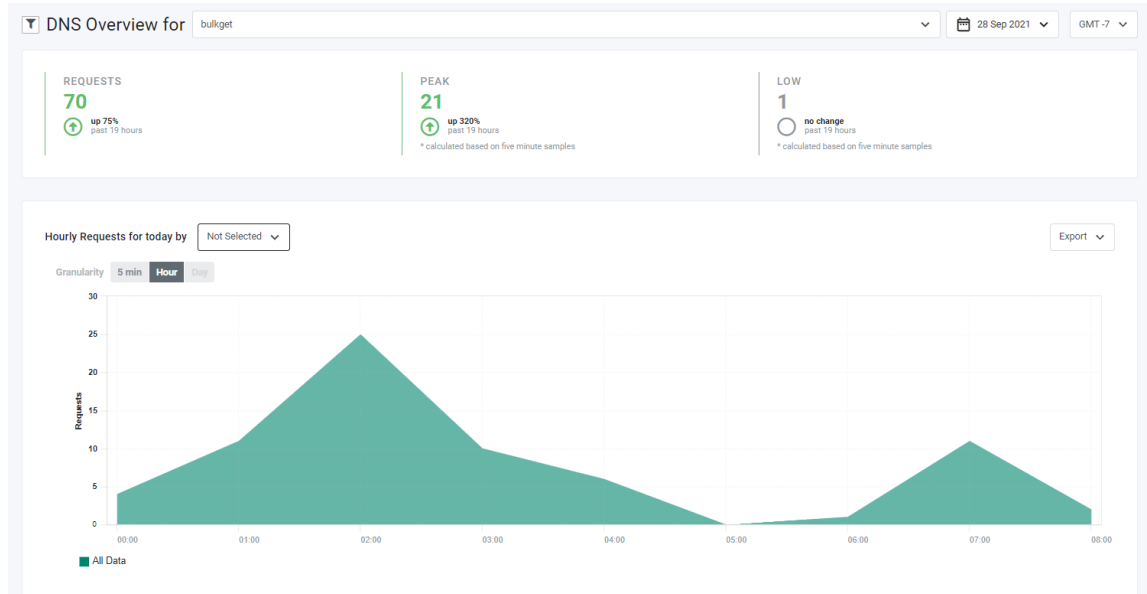 DNS Overview for bulkget 28 Sep 2021 GMT -7
REQUESTS
70
up 75%
past 19 hours
PEAK
21
up 320%
past 19 hours
* calculated based on five minute samples
LOW
1
no change
past 19 hours
* calculated based on five minute samples
Hourly Requests for today by Not Selected Export
Granularity 5 min Hour Day
30
25
20
15
10
5
0
Requests
00:00 01:00 02:00 03:00 04:00 05:00 06:00 07:00 08:00
All Data